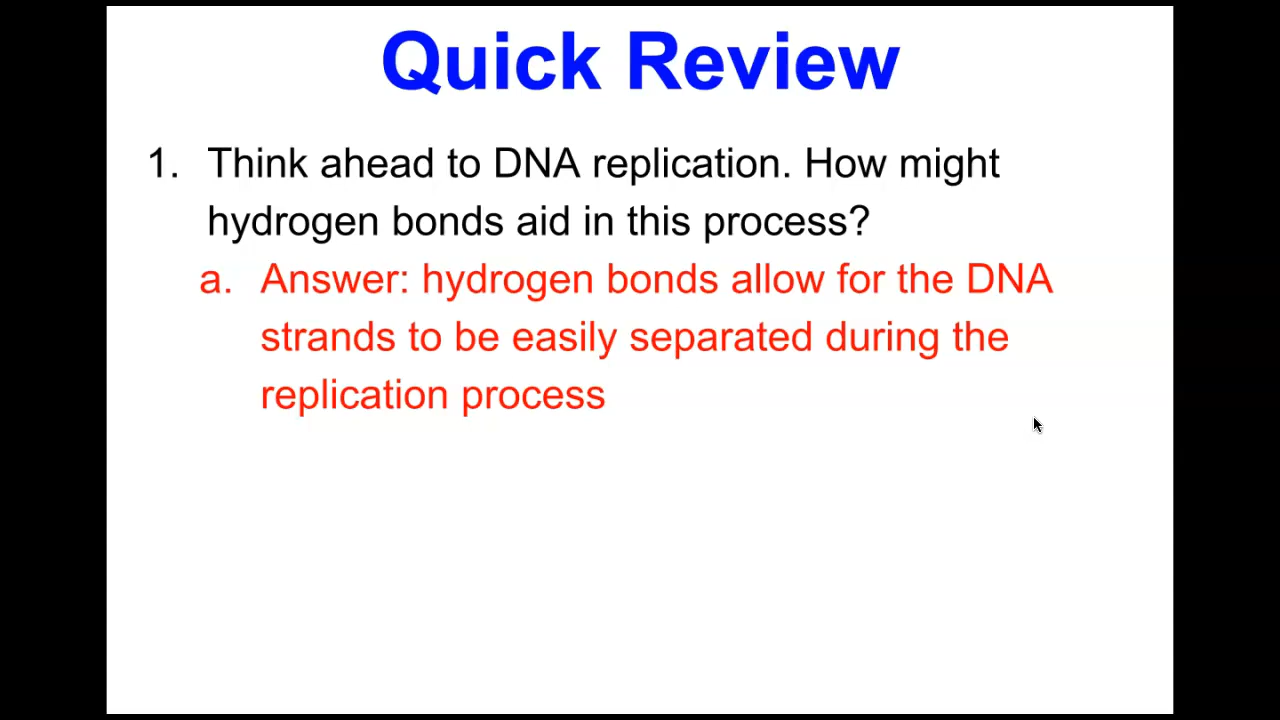 Quick Review
1. Think ahead to DNA replication. How might
hydrogen bonds aid in this process?
a. Answer: hydrogen bonds allow for the DNA
strands to be easily separated during the
replication process